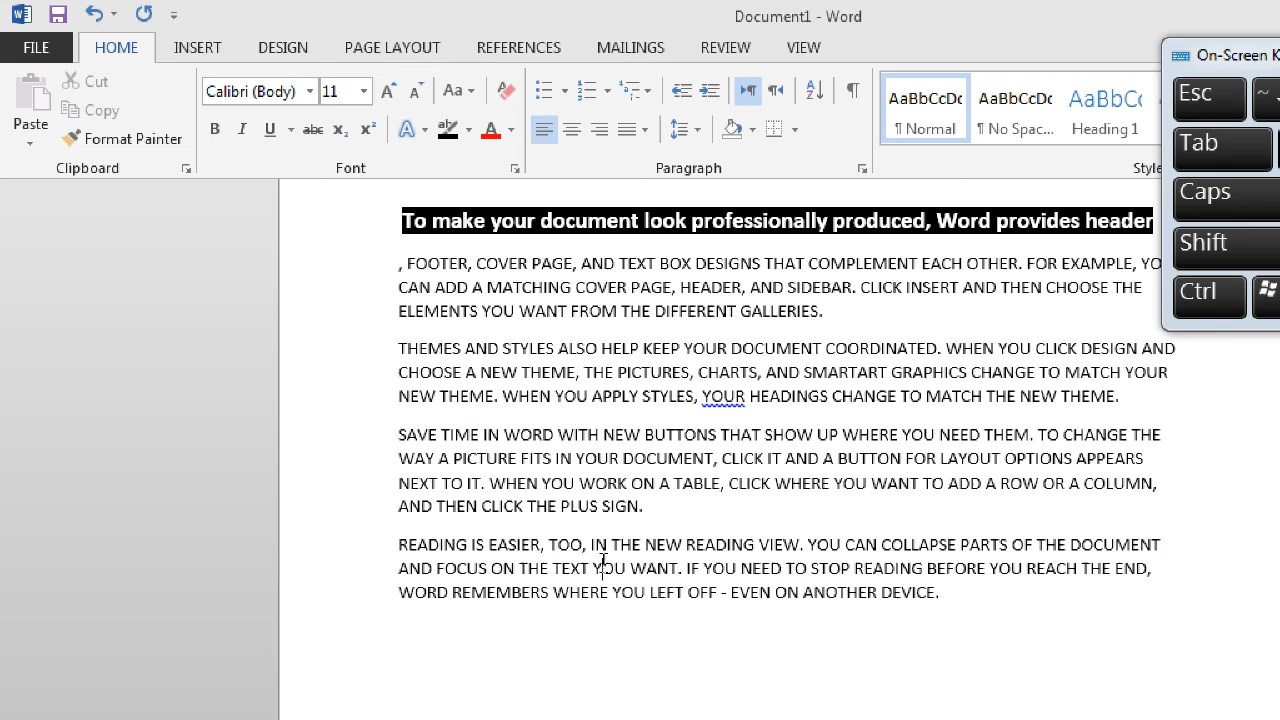 Document1 - Word
FILE HOME INSERT DESIGN PAGE LAYOUT REFERENCES MAILINGS REVIEW VIEW
On-Screen K
Paste
Cut
Copy
Format Painter
Calibri (Body) 11 Aa
B I U abc X₂ X² A A
AaBbCcDc AaBbCcDc AaBbCc
¶ Normal ¶ No Spac... Heading 1
Clipboard Font Paragraph Style
Esc ~
Tab
Caps
Shift
Ctrl
To make your document look professionally produced, Word provides header
, FOOTER, COVER PAGE, AND TEXT BOX DESIGNS THAT COMPLEMENT EACH OTHER. FOR EXAMPLE, YO
CAN ADD A MATCHING COVER PAGE, HEADER, AND SIDEBAR. CLICK INSERT AND THEN CHOOSE THE
ELEMENTS YOU WANT FROM THE DIFFERENT GALLERIES.
THEMES AND STYLES ALSO HELP KEEP YOUR DOCUMENT COORDINATED. WHEN YOU CLICK DESIGN AND
CHOOSE A NEW THEME, THE PICTURES, CHARTS, AND SMARTART GRAPHICS CHANGE TO MATCH YOUR
NEW THEME. WHEN YOU APPLY STYLES, YOUR HEADINGS CHANGE TO MATCH THE NEW THEME.
SAVE TIME IN WORD WITH NEW BUTTONS THAT SHOW UP WHERE YOU NEED THEM. TO CHANGE THE
WAY A PICTURE FITS IN YOUR DOCUMENT, CLICK IT AND A BUTTON FOR LAYOUT OPTIONS APPEARS
NEXT TO IT. WHEN YOU WORK ON A TABLE, CLICK WHERE YOU WANT TO ADD A ROW OR A COLUMN,
AND THEN CLICK THE PLUS SIGN.
READING IS EASIER, TOO, IN THE NEW READING VIEW. YOU CAN COLLAPSE PARTS OF THE DOCUMENT
AND FOCUS ON THE TEXT YOU WANT. IF YOU NEED TO STOP READING BEFORE YOU REACH THE END,
WORD REMEMBERS WHERE YOU LEFT OFF - EVEN ON ANOTHER DEVICE.